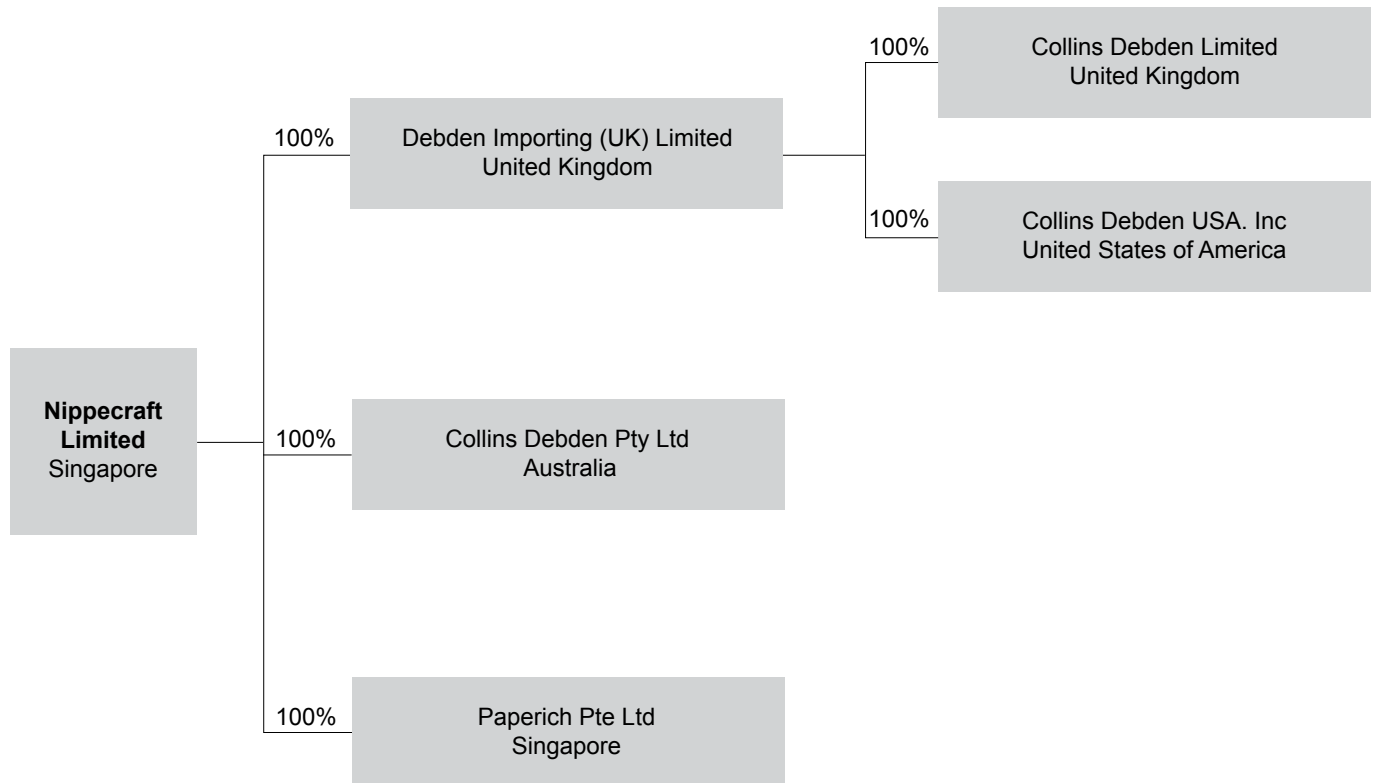 100%
Collins Debden Limited
United Kingdom
100%
Debden Importing (UK) Limited
United Kingdom
100%
Collins Debden USA. Inc
United States of America
Nippecraft
Limited
Singapore
100%
Collins Debden Pty Ltd
Australia
100%
Paperich Pte Ltd
Singapore